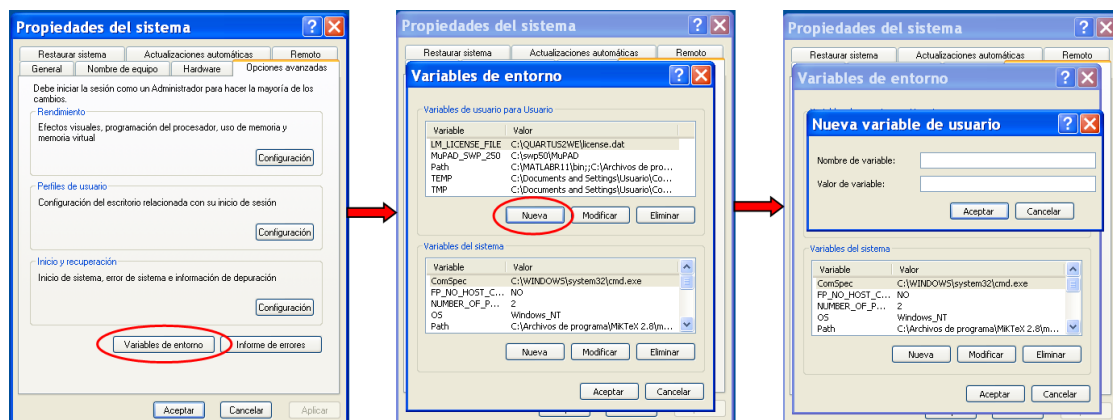 Propiedades del sistema
Restaurar sistema Actualizaciones automáticas Remoto
General Nombre de equipo Hardware Opciones avanzadas
Debe iniciar la sesión como un Administrador para hacer la mayoría de los
cambios.
Rendimiento
Efectos visuales, programación del procesador, uso de memoria y
memoria virtual
Configuración
Perfiles de usuario
Configuración del escritorio relacionada con su inicio de sesión
Configuración
Inicio y recuperación
Inicio de sistema, error de sistema e información de depuración
Configuración
Variables de entorno Informe de errores
Aceptar Cancelar Aplicar
Propiedades del sistema
Restaurar sistema Actualizaciones automáticas Remoto
Variables de entorno
Variables de usuario para Usuario
Variable Valor
LM_LICENSE_FILE C:\QUARTUS2WE\license.dat
MuPAD_SWP_250 C:\swp50\MuPAD
Path C:\MATLABR11\bin;;C:\Archivos de pro...
TEMP C:\Documents and Settings\Usuario\Co...
TMP C:\Documents and Settings\Usuario\Co...
Nueva Modificar Eliminar
Variables del sistema
Variable Valor
ComSpec C:\WINDOWS\system32\cmd.exe
FP_NO_HOST_C... NO
NUMBER_OF_P... 2
OS Windows_NT
Path C:\Archivos de programa\MiKTeX 2.8\m...
Nueva Modificar Eliminar
Aceptar Cancelar
Propiedades del sistema
Restaurar sistema Actualizaciones automáticas Remoto
Variables de entorno
Nueva variable de usuario
Nombre de variable:
Valor de variable:
Aceptar Cancelar
Variables del sistema
Variable Valor
ComSpec C:\WINDOWS\system32\cmd.exe
FP_NO_HOST_C... NO
NUMBER_OF_P... 2
OS Windows_NT
Path C:\Archivos de programa\MiKTeX 2.8\m...
Nueva Modificar Eliminar
Aceptar Cancelar